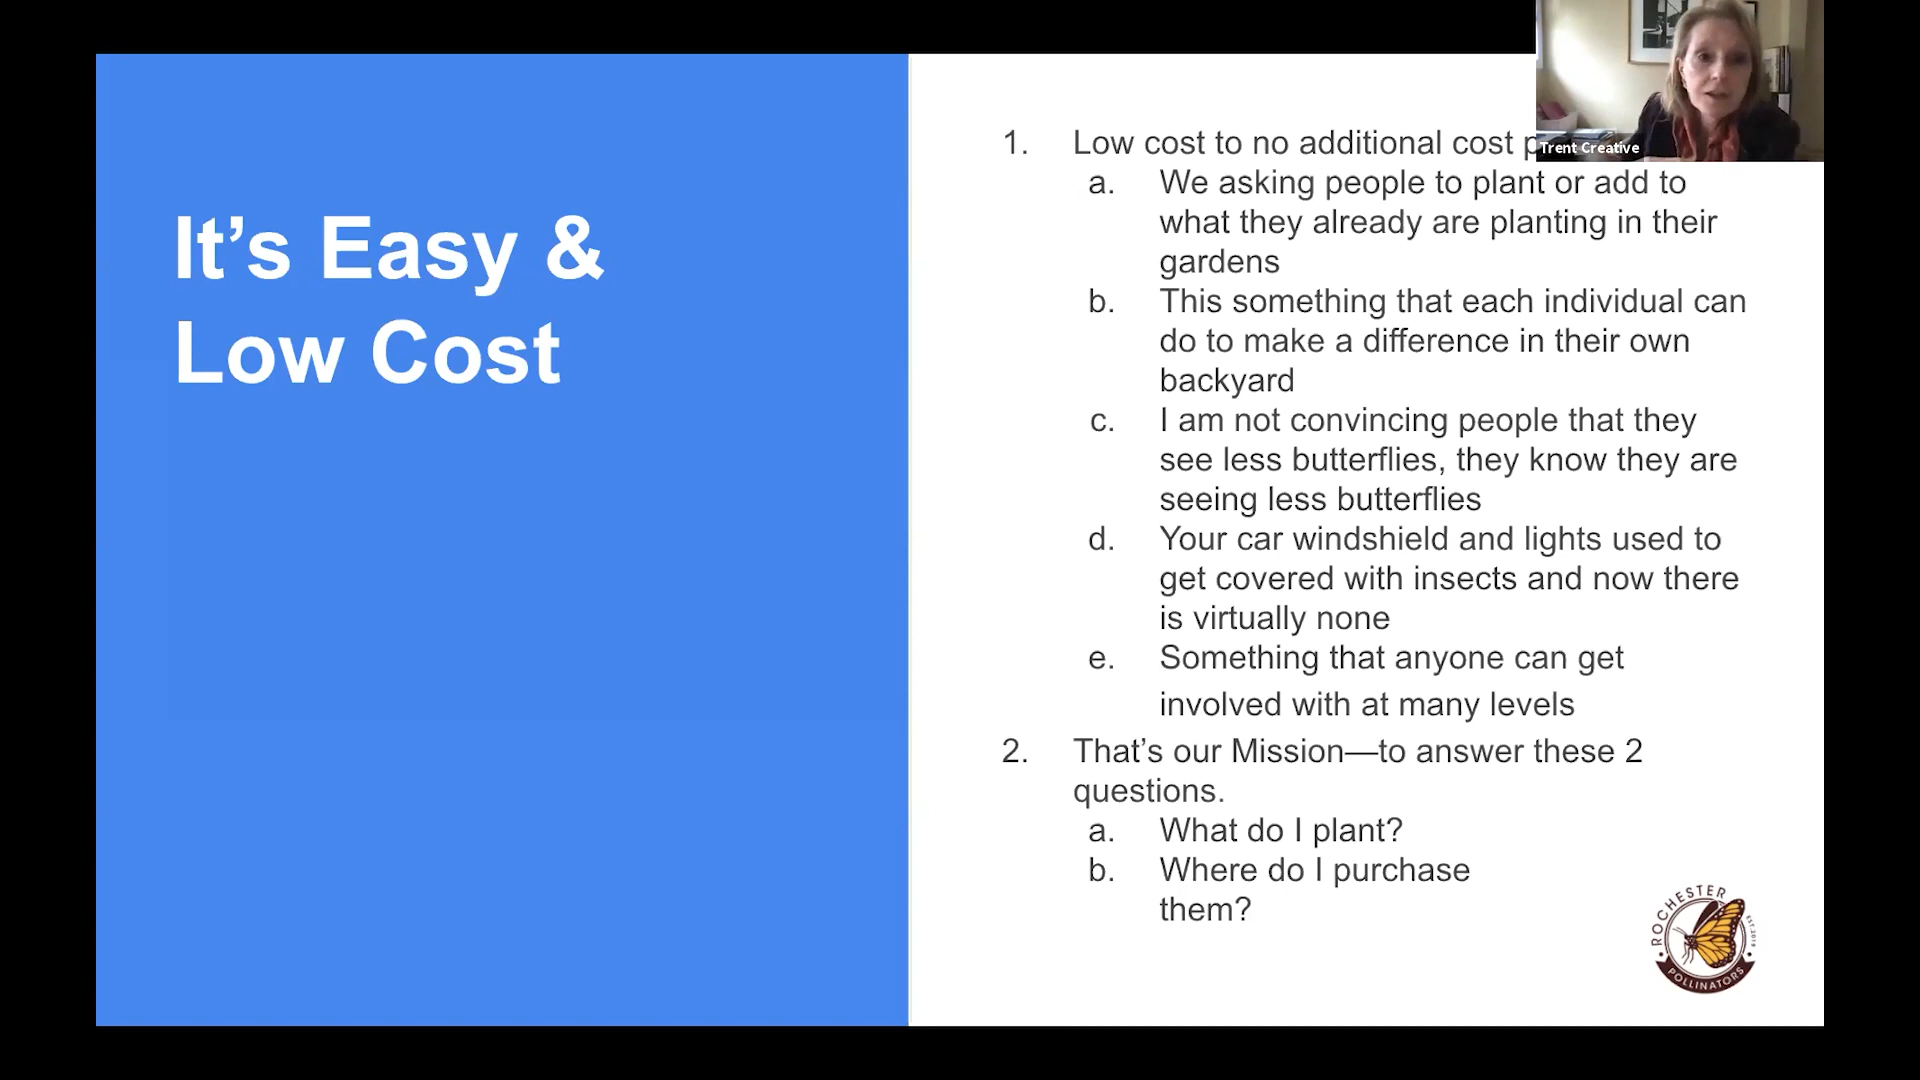 It’s Easy &
Low Cost
1. Low cost to no additional cost
a. We asking people to plant or add to
what they already are planting in their
gardens
b. This something that each individual can
do to make a difference in their own
backyard
c. I am not convincing people that they
see less butterflies, they know they are
seeing less butterflies
d. Your car windshield and lights used to
get covered with insects and now there
is virtually none
e. Something that anyone can get
involved with at many levels
2. That’s our Mission—to answer these 2
questions.
a. What do I plant?
b. Where do I purchase
them?
Trent Creative
ROCHESTER
EST. 2019
POLLINATORS